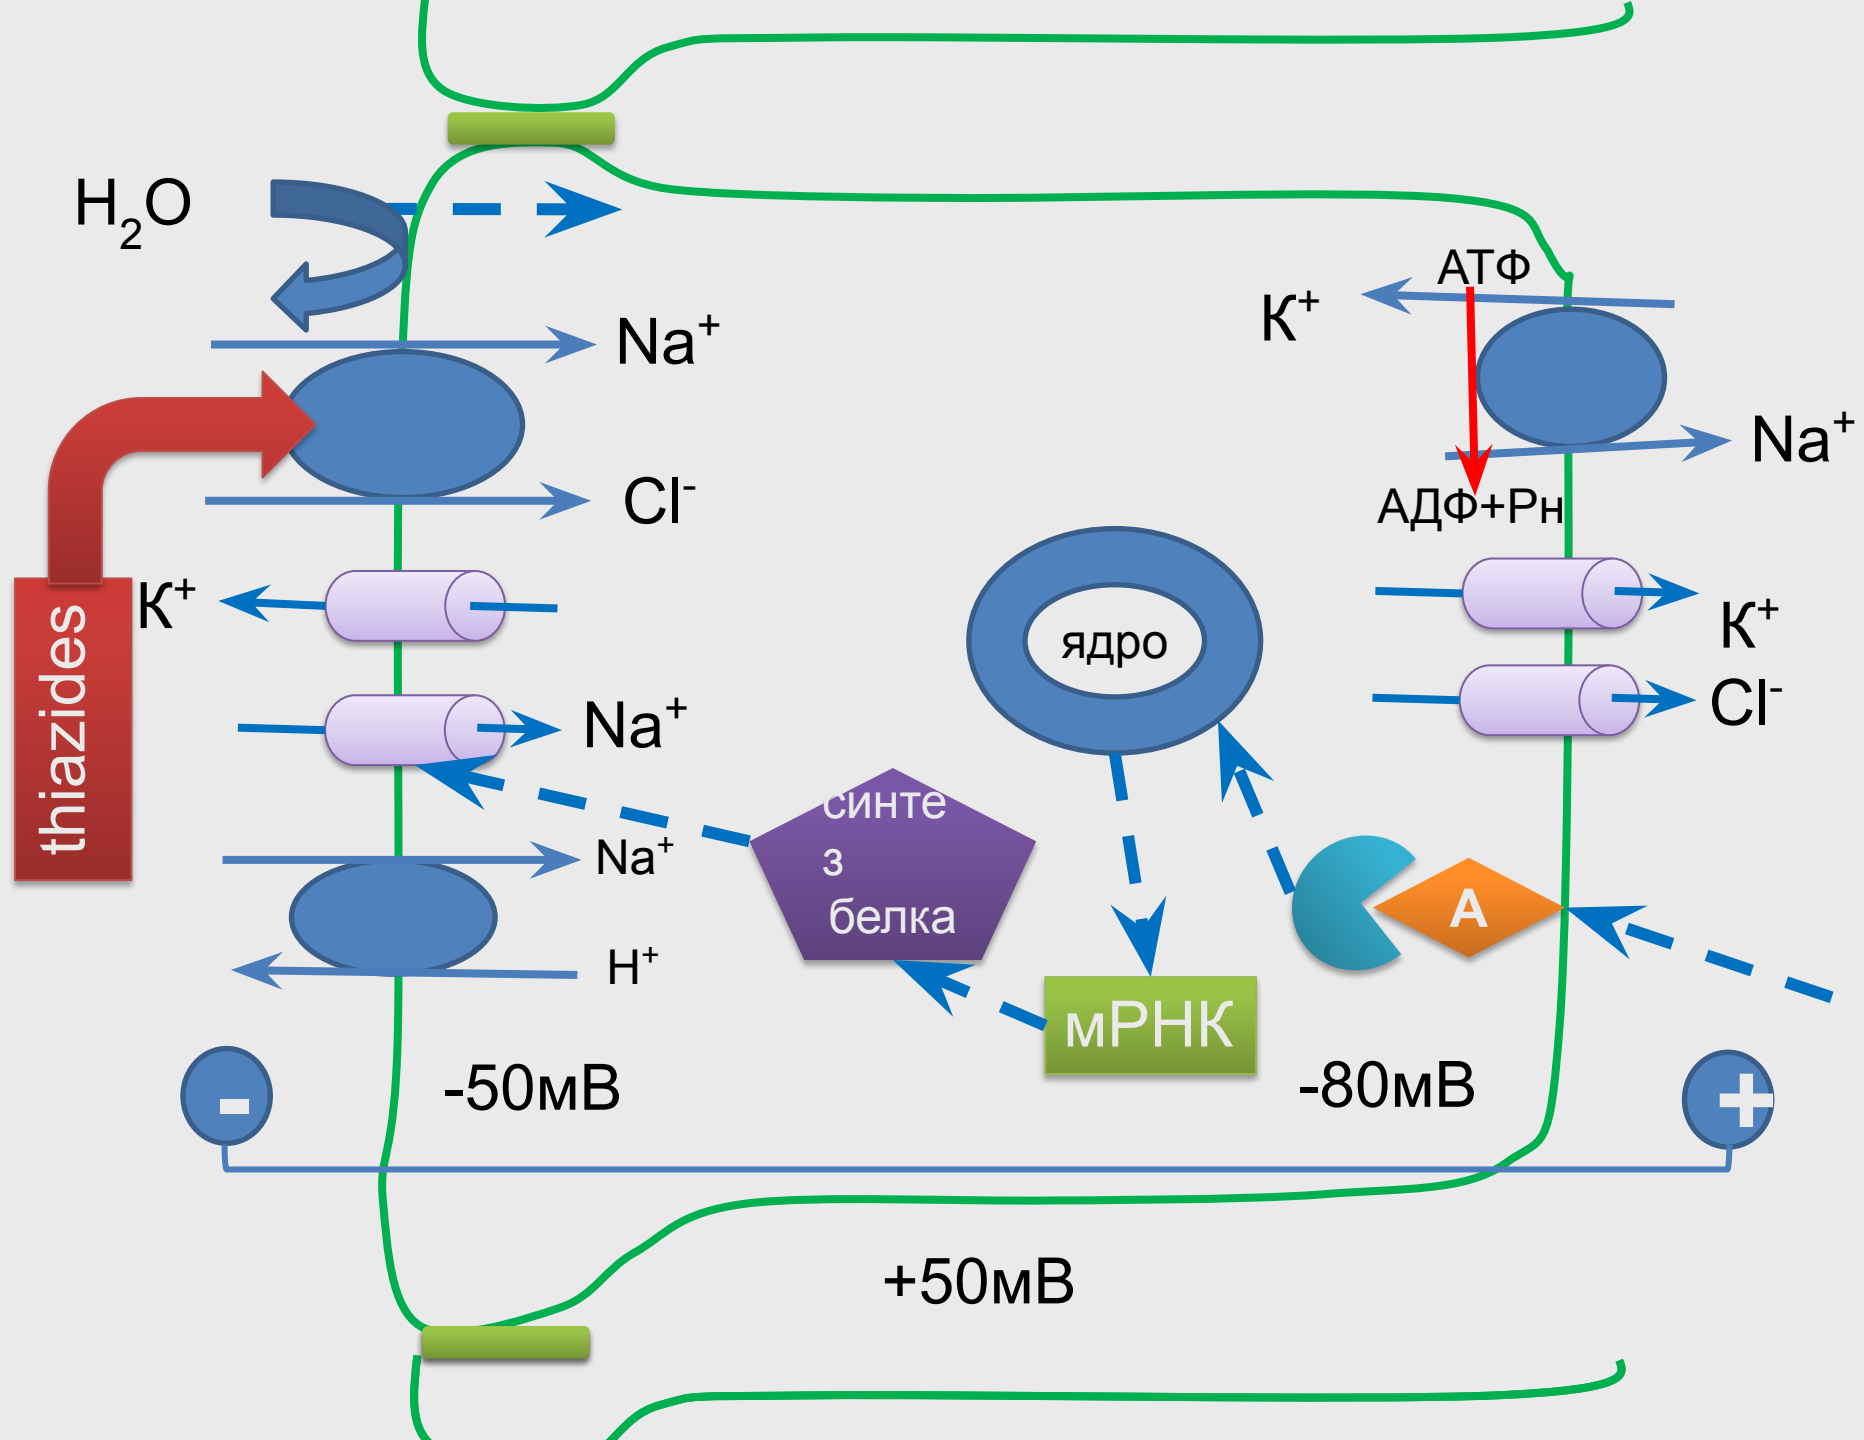 H₂O
АТФ
К⁺
Na⁺
Na⁺
Cl⁻
АДФ+Рн
К⁺
thiazides
ядро
К⁺
Na⁺
Cl⁻
синте
з
белка
Na⁺
А
H⁺
мРНК
-50мВ
-80мВ
-
+
+50мВ